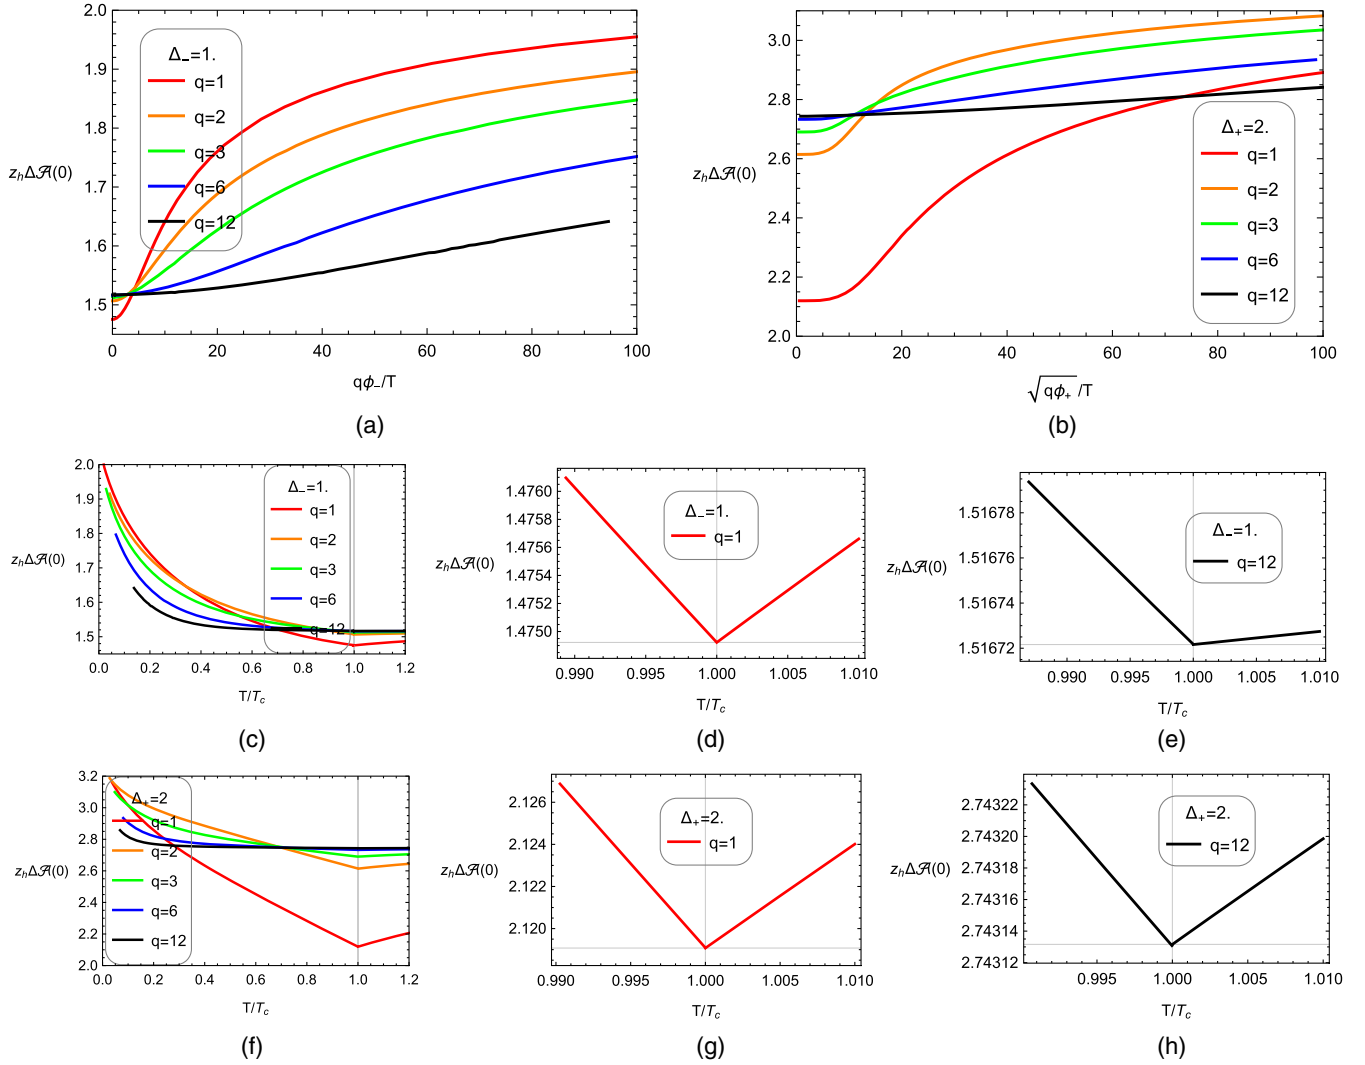 2.0
1.9
1.8
1.7
1.6
1.5
z_hΔ𝒜(0)
Δ_=1.
q=1
q=2
q=3
q=6
q=12
0 20 40 60 80 100
qϕ_/T
(a)
3.0
2.8
2.6
2.4
2.2
2.0
z_hΔ𝒜(0)
Δ₊=2.
q=1
q=2
q=3
q=6
q=12
0 20 40 60 80 100
√qϕ₊ /T
(b)
2.0
1.9
1.8
1.7
1.6
1.5
z_hΔ𝒜(0)
Δ_=1.
q=1
q=2
q=3
q=6
q=12
0.0 0.2 0.4 0.6 0.8 1.0 1.2
T/T_c
(c)
1.4760
1.4758
1.4756
1.4754
1.4752
1.4750
z_hΔ𝒜(0)
Δ_=1.
q=1
0.990 0.995 1.000 1.005 1.010
T/T_c
(d)
1.51678
1.51676
1.51674
1.51672
z_hΔ𝒜(0)
Δ_=1.
q=12
0.990 0.995 1.000 1.005 1.010
T/T_c
(e)
3.2
3.0
2.8
2.6
2.4
2.2
2.0
z_hΔ𝒜(0)
Δ₊=2
q=1
q=2
q=3
q=6
q=12
0.0 0.2 0.4 0.6 0.8 1.0 1.2
T/T_c
(f)
2.126
2.124
2.122
2.120
z_hΔ𝒜(0)
Δ₊=2.
q=1
0.990 0.995 1.000 1.005 1.010
T/T_c
(g)
2.74322
2.74320
2.74318
2.74316
2.74314
2.74312
z_hΔ𝒜(0)
Δ₊=2.
q=12
0.995 1.000 1.005 1.010
T/T_c
(h)